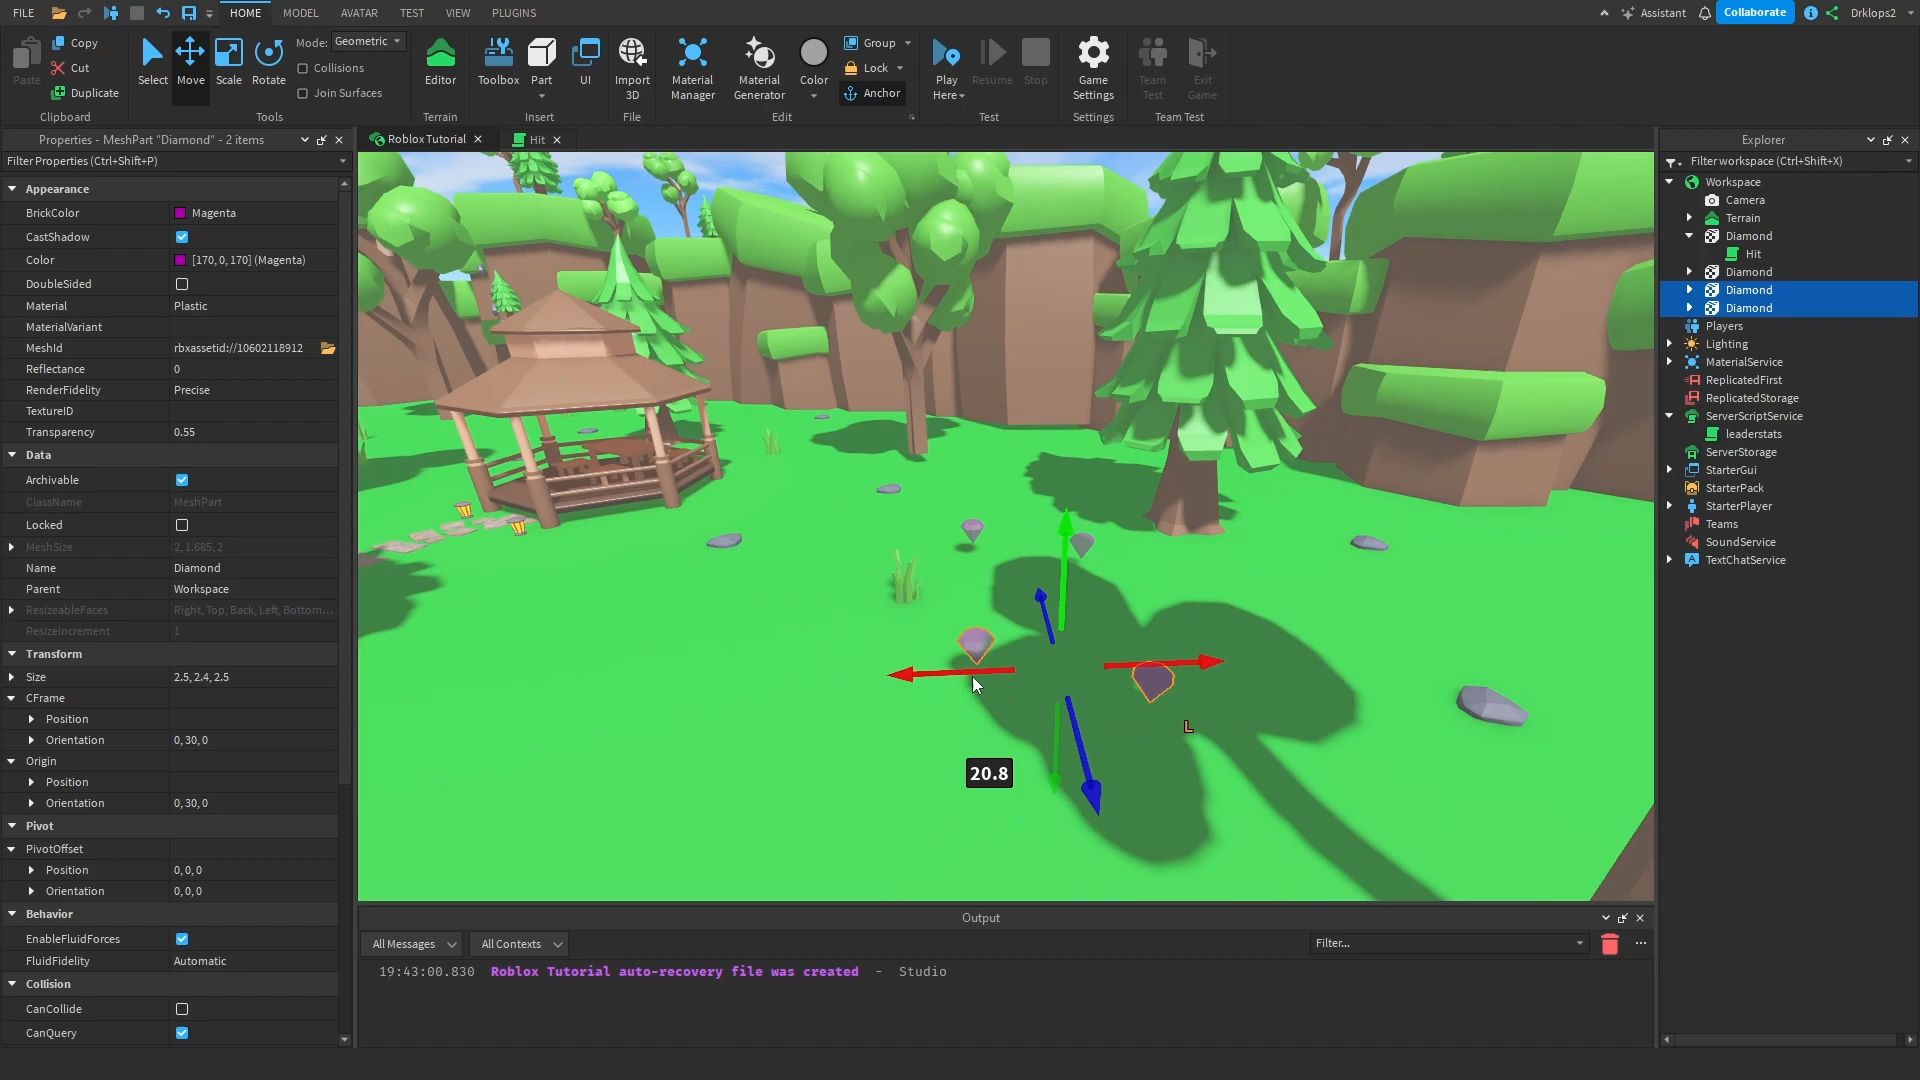 FILE
HOME
MODEL
AVATAR
TEST
VIEW
PLUGINS
Assistant
Collaborate
Drklops2
Paste
Copy
Cut
Duplicate
Clipboard
Select
Move
Scale
Rotate
Mode:
Geometric
Collisions
Join Surfaces
Tools
Editor
Terrain
Toolbox
Part
UI
Insert
Import
3D
File
Material
Manager
Material
Generator
Color
Group
Lock
Anchor
Edit
Play
Here
Resume
Stop
Test
Game
Settings
Settings
Team
Test
Exit
Game
Team Test
Properties - MeshPart "Diamond" - 2 items
Filter Properties (Ctrl+Shift+P)
Appearance
BrickColor Magenta
CastShadow
Color [170, 0, 170] (Magenta)
DoubleSided
Material Plastic
MaterialVariant
MeshId rbxassetid://10602118912
Reflectance 0
RenderFidelity Precise
TextureID
Transparency 0.55
Data
Archivable
ClassName MeshPart
Locked
MeshSize 2, 1.685, 2
Name Diamond
Parent Workspace
ResizeableFaces Right, Top, Back, Left, Bottom...
ResizeIncrement 1
Transform
Size 2.5, 2.4, 2.5
CFrame
Position
Orientation 0, 30, 0
Origin
Position
Orientation 0, 30, 0
Pivot
PivotOffset
Position 0, 0, 0
Orientation 0, 0, 0
Behavior
EnableFluidForces
FluidFidelity Automatic
Collision
CanCollide
CanQuery
Roblox Tutorial
Hit
L
20.8
Output
All Messages
All Contexts
Filter...
19:43:00.830 Roblox Tutorial auto-recovery file was created - Studio
Explorer
Filter workspace (Ctrl+Shift+X)
Workspace
Camera
Terrain
Diamond
Hit
Diamond
Diamond
Diamond
Players
Lighting
MaterialService
ReplicatedFirst
ReplicatedStorage
ServerScriptService
leaderstats
ServerStorage
StarterGui
StarterPack
StarterPlayer
Teams
SoundService
TextChatService